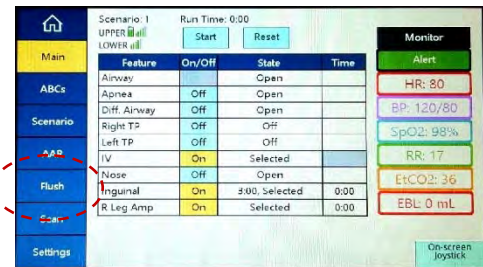 Scenario: 1 Run Time: 0:00
UPPER
LOWER
Start Reset
Main
ABCs
Scenario
AAR
Flush
Scan
Settings
Feature On/Off State Time
Airway Open
Apnea Off Open
Diff. Airway Off Open
Right TP Off Off
Left TP Off Off
IV On Selected
Nose Off Open
Inguinal On 3:00, Selected 0:00
R Leg Amp On Selected 0:00
Monitor
Alert
HR: 80
BP: 120/80
SpO2: 98%
RR: 17
EtCO2: 36
EBL: 0 mL
On-screen
Joystick